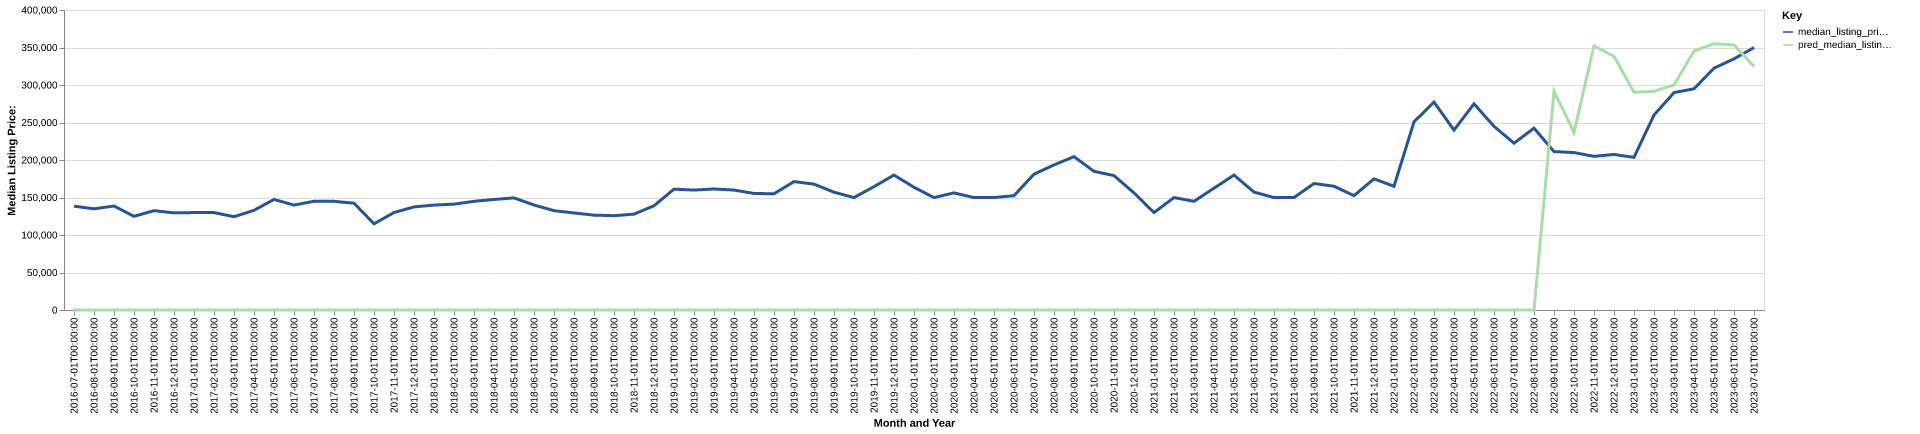 400,000
350,000
300,000
250,000
200,000
150,000
100,000
50,000
0
Median Listing Price:
2016-07-01T00:00:00
2016-08-01T00:00:00
2016-09-01T00:00:00
2016-10-01T00:00:00
2016-11-01T00:00:00
2016-12-01T00:00:00
2017-01-01T00:00:00
2017-02-01T00:00:00
2017-03-01T00:00:00
2017-04-01T00:00:00
2017-05-01T00:00:00
2017-06-01T00:00:00
2017-07-01T00:00:00
2017-08-01T00:00:00
2017-09-01T00:00:00
2017-10-01T00:00:00
2017-11-01T00:00:00
2017-12-01T00:00:00
2018-01-01T00:00:00
2018-02-01T00:00:00
2018-03-01T00:00:00
2018-04-01T00:00:00
2018-05-01T00:00:00
2018-06-01T00:00:00
2018-07-01T00:00:00
2018-08-01T00:00:00
2018-09-01T00:00:00
2018-10-01T00:00:00
2018-11-01T00:00:00
2018-12-01T00:00:00
2019-01-01T00:00:00
2019-02-01T00:00:00
2019-03-01T00:00:00
2019-04-01T00:00:00
2019-05-01T00:00:00
2019-06-01T00:00:00
2019-07-01T00:00:00
2019-08-01T00:00:00
2019-09-01T00:00:00
2019-10-01T00:00:00
2019-11-01T00:00:00
2019-12-01T00:00:00
2020-01-01T00:00:00
2020-02-01T00:00:00
2020-03-01T00:00:00
2020-04-01T00:00:00
2020-05-01T00:00:00
2020-06-01T00:00:00
2020-07-01T00:00:00
2020-08-01T00:00:00
2020-09-01T00:00:00
2020-10-01T00:00:00
2020-11-01T00:00:00
2020-12-01T00:00:00
2021-01-01T00:00:00
2021-02-01T00:00:00
2021-03-01T00:00:00
2021-04-01T00:00:00
2021-05-01T00:00:00
2021-06-01T00:00:00
2021-07-01T00:00:00
2021-08-01T00:00:00
2021-09-01T00:00:00
2021-10-01T00:00:00
2021-11-01T00:00:00
2021-12-01T00:00:00
2022-01-01T00:00:00
2022-02-01T00:00:00
2022-03-01T00:00:00
2022-04-01T00:00:00
2022-05-01T00:00:00
2022-06-01T00:00:00
2022-07-01T00:00:00
2022-08-01T00:00:00
2022-09-01T00:00:00
2022-10-01T00:00:00
2022-11-01T00:00:00
2022-12-01T00:00:00
2023-01-01T00:00:00
2023-02-01T00:00:00
2023-03-01T00:00:00
2023-04-01T00:00:00
2023-05-01T00:00:00
2023-06-01T00:00:00
2023-07-01T00:00:00
Month and Year
Key
median_listing_pri…
pred_median_listin…